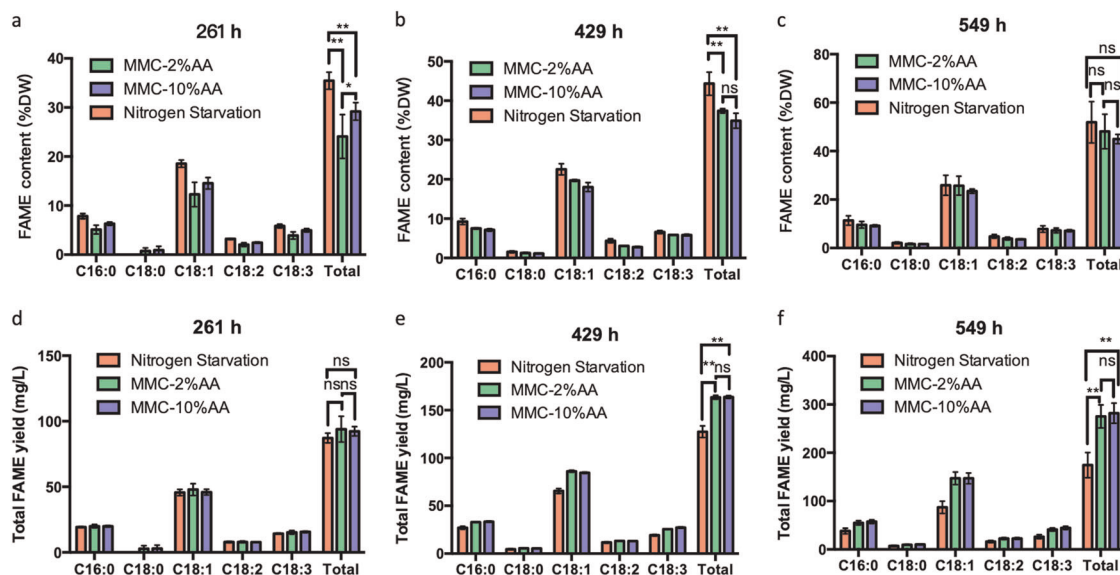 a
261 h
FAME content (%DW)
40
30
20
10
0
MMC-2%AA
MMC-10%AA
Nitrogen Starvation
**
**
*
C16:0 C18:0 C18:1 C18:2 C18:3 Total
b
429 h
FAME content (%DW)
50
40
30
20
10
0
MMC-2%AA
MMC-10%AA
Nitrogen Starvation
**
**
ns
C16:0 C18:0 C18:1 C18:2 C18:3 Total
c
549 h
FAME content (%DW)
80
60
40
20
0
MMC-2%AA
MMC-10%AA
Nitrogen Starvation
ns
ns
ns
C16:0 C18:0 C18:1 C18:2 C18:3 Total
d
261 h
Total FAME yield (mg/L)
150
100
50
0
Nitrogen Starvation
MMC-2%AA
MMC-10%AA
ns
nsns
C16:0 C18:0 C18:1 C18:2 C18:3 Total
e
429 h
Total FAME yield (mg/L)
200
150
100
50
0
Nitrogen Starvation
MMC-2%AA
MMC-10%AA
**
**ns
C16:0 C18:0 C18:1 C18:2 C18:3 Total
f
549 h
Total FAME yield (mg/L)
400
300
200
100
0
Nitrogen Starvation
MMC-2%AA
MMC-10%AA
**
ns
**
C16:0 C18:0 C18:1 C18:2 C18:3 Total